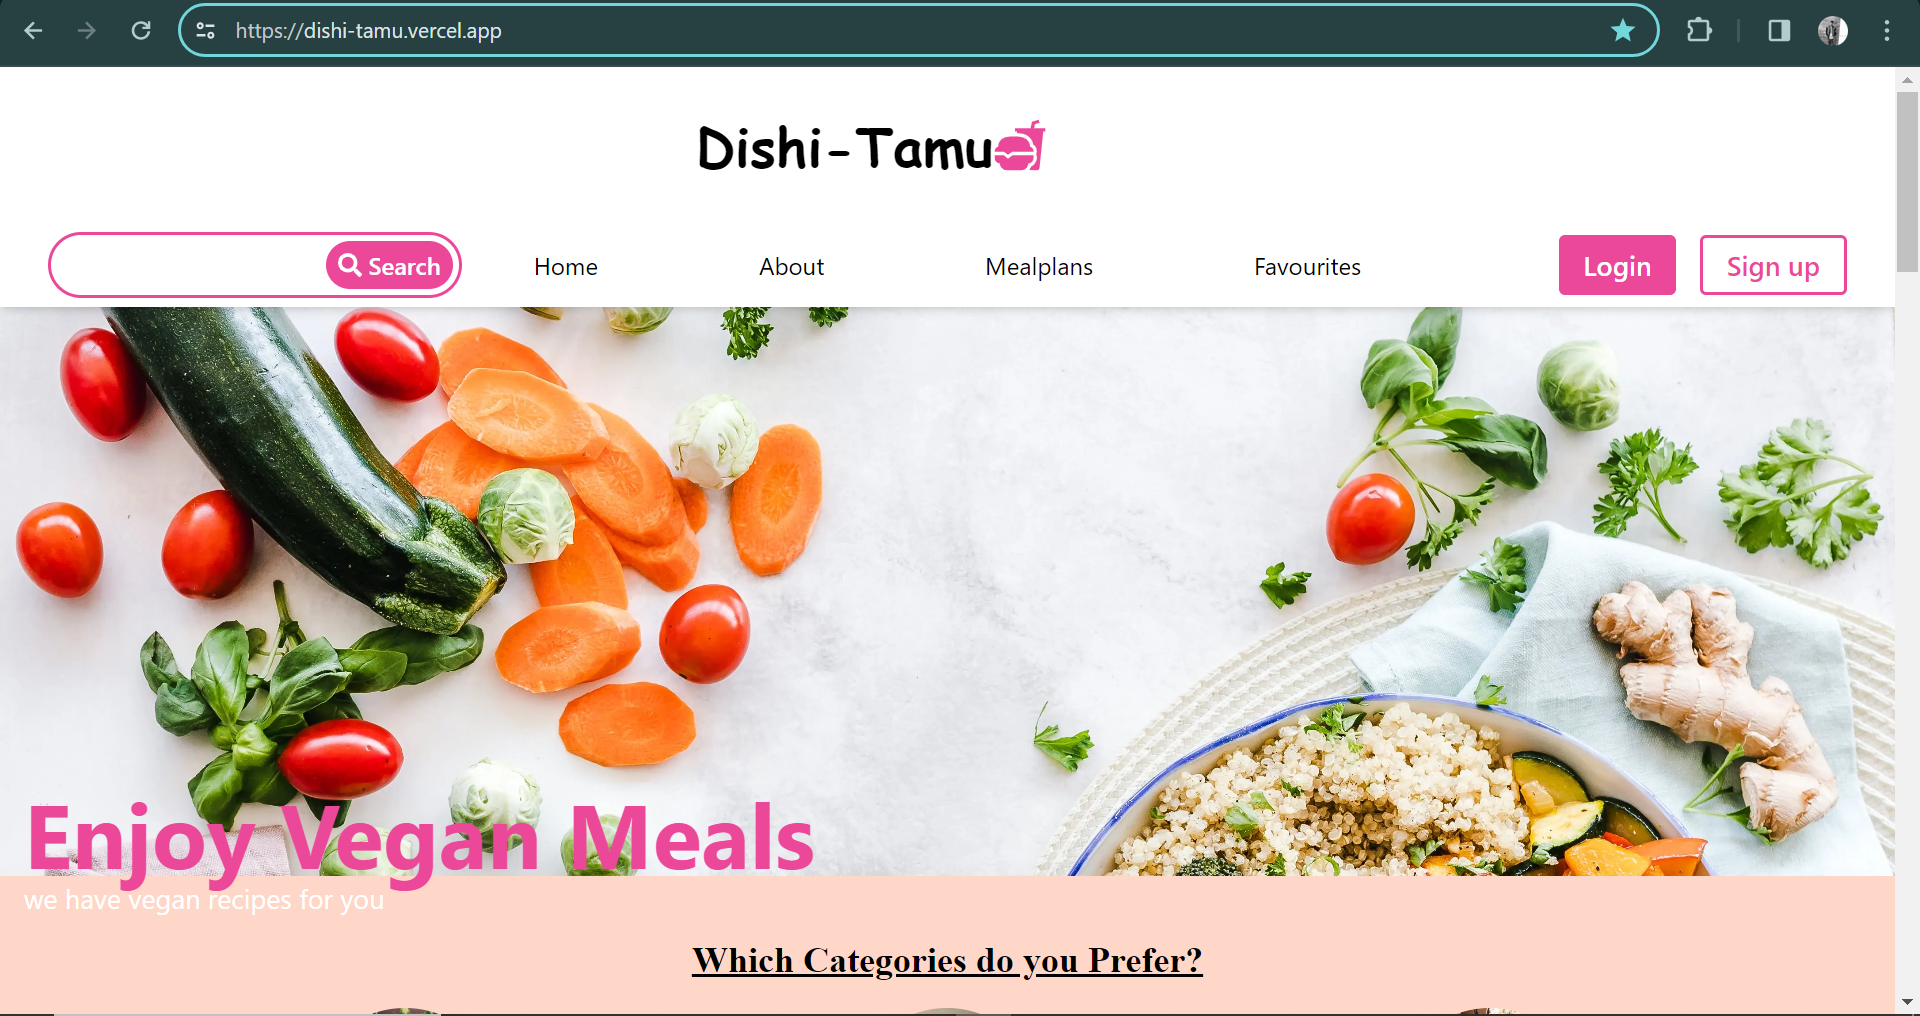 https://dishi-tamu.vercel.app
Dishi-Tamu
Search
Home
About
Mealplans
Favourites
Login
Sign up
Enjoy Vegan Meals
we have vegan recipes for you
Which Categories do you Prefer?